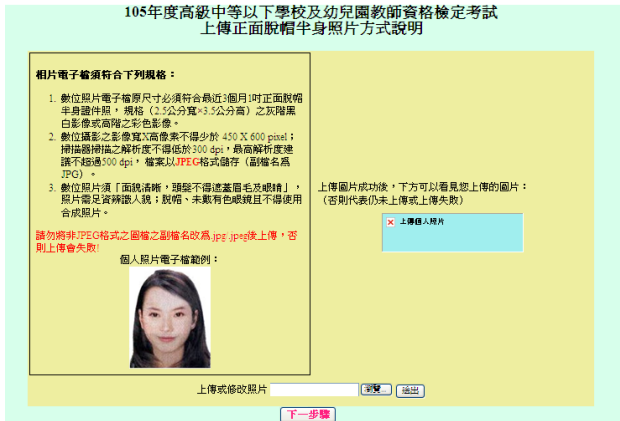 105年度高級中等以下學校及幼兒園教師資格檢定考試
上傳正面脫帽半身照片方式說明
相片電子檔須符合下列規格：
1. 數位照片電子檔原尺寸必須符合最近3個月1吋正面脫帽
半身證件照， 規格（2.5公分寬×3.5公分高）之灰階黑
白影像或高階之彩色影像。
2. 數位攝影之影像寬X高像素不得少於 450 X 600 pixel；
掃描器掃描之解析度不得低於300 dpi，最高解析度建
議不超過500 dpi， 檔案以JPEG格式儲存（副檔名為
JPG）。
3. 數位照片須「面貌清晰，頭髮不得遮蓋眉毛及眼睛」，
照片需足資辨識人貌；脫帽、未戴有色眼鏡且不得使用
合成照片。
請勿將非JPEG格式之圖檔之副檔名改為.jpg/.jpeg後上傳，否
則上傳會失敗!
個人照片電子檔範例：
上傳圖片成功後，下方可以看見您上傳的圖片：
（否則代表仍未上傳或上傳失敗）
上傳個人照片
上傳或修改照片 瀏覽... 送出
下一步驟